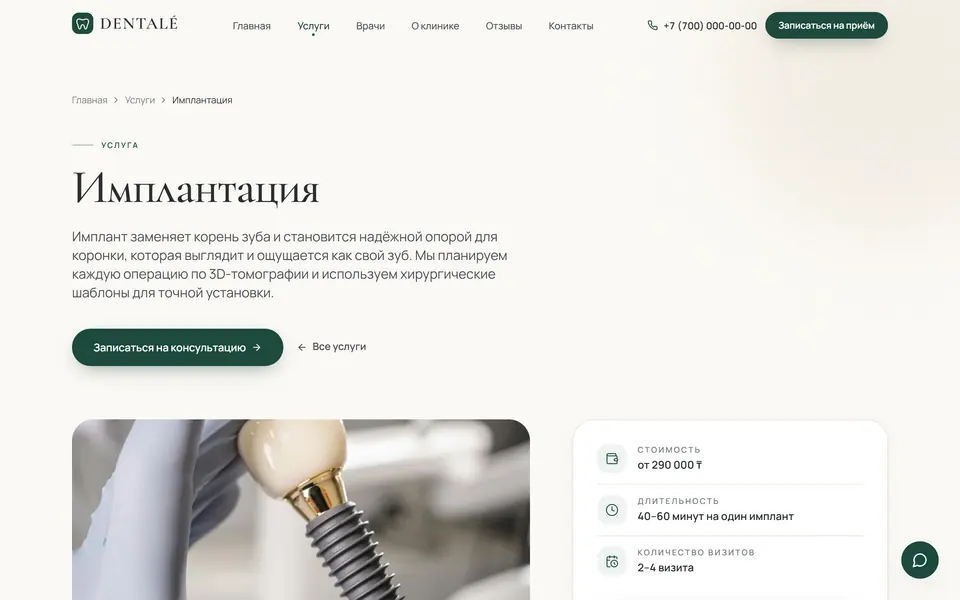 DENTALÉ
Главная Услуги Врачи О клинике Отзывы Контакты
+7 (700) 000-00-00
Записаться на приём
Главная > Услуги > Имплантация
УСЛУГА
Имплантация
Имплант заменяет корень зуба и становится надёжной опорой для
коронки, которая выглядит и ощущается как свой зуб. Мы планируем
каждую операцию по 3D-томографии и используем хирургические
шаблоны для точной установки.
Записаться на консультацию →
← Все услуги
СТОИМОСТЬ
от 290 000 ₸
ДЛИТЕЛЬНОСТЬ
40–60 минут на один имплант
КОЛИЧЕСТВО ВИЗИТОВ
2–4 визита